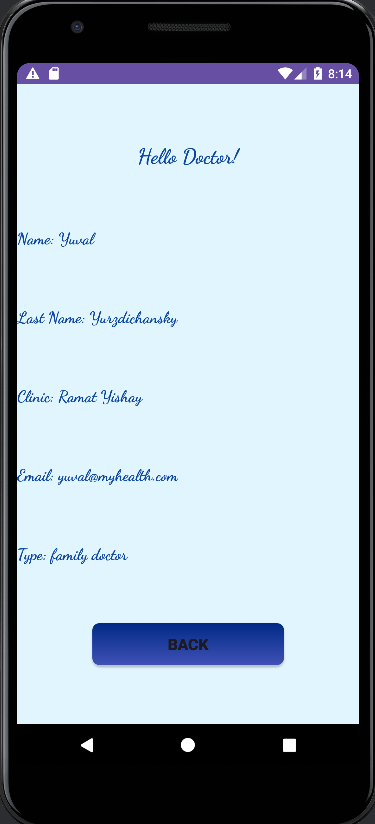 8:14
Hello Doctor!
Name: Yuval
Last Name: Yurzdichansky
Clinic: Ramat Yishay
Email: yuval@myhealth.com
Type: family doctor
BACK